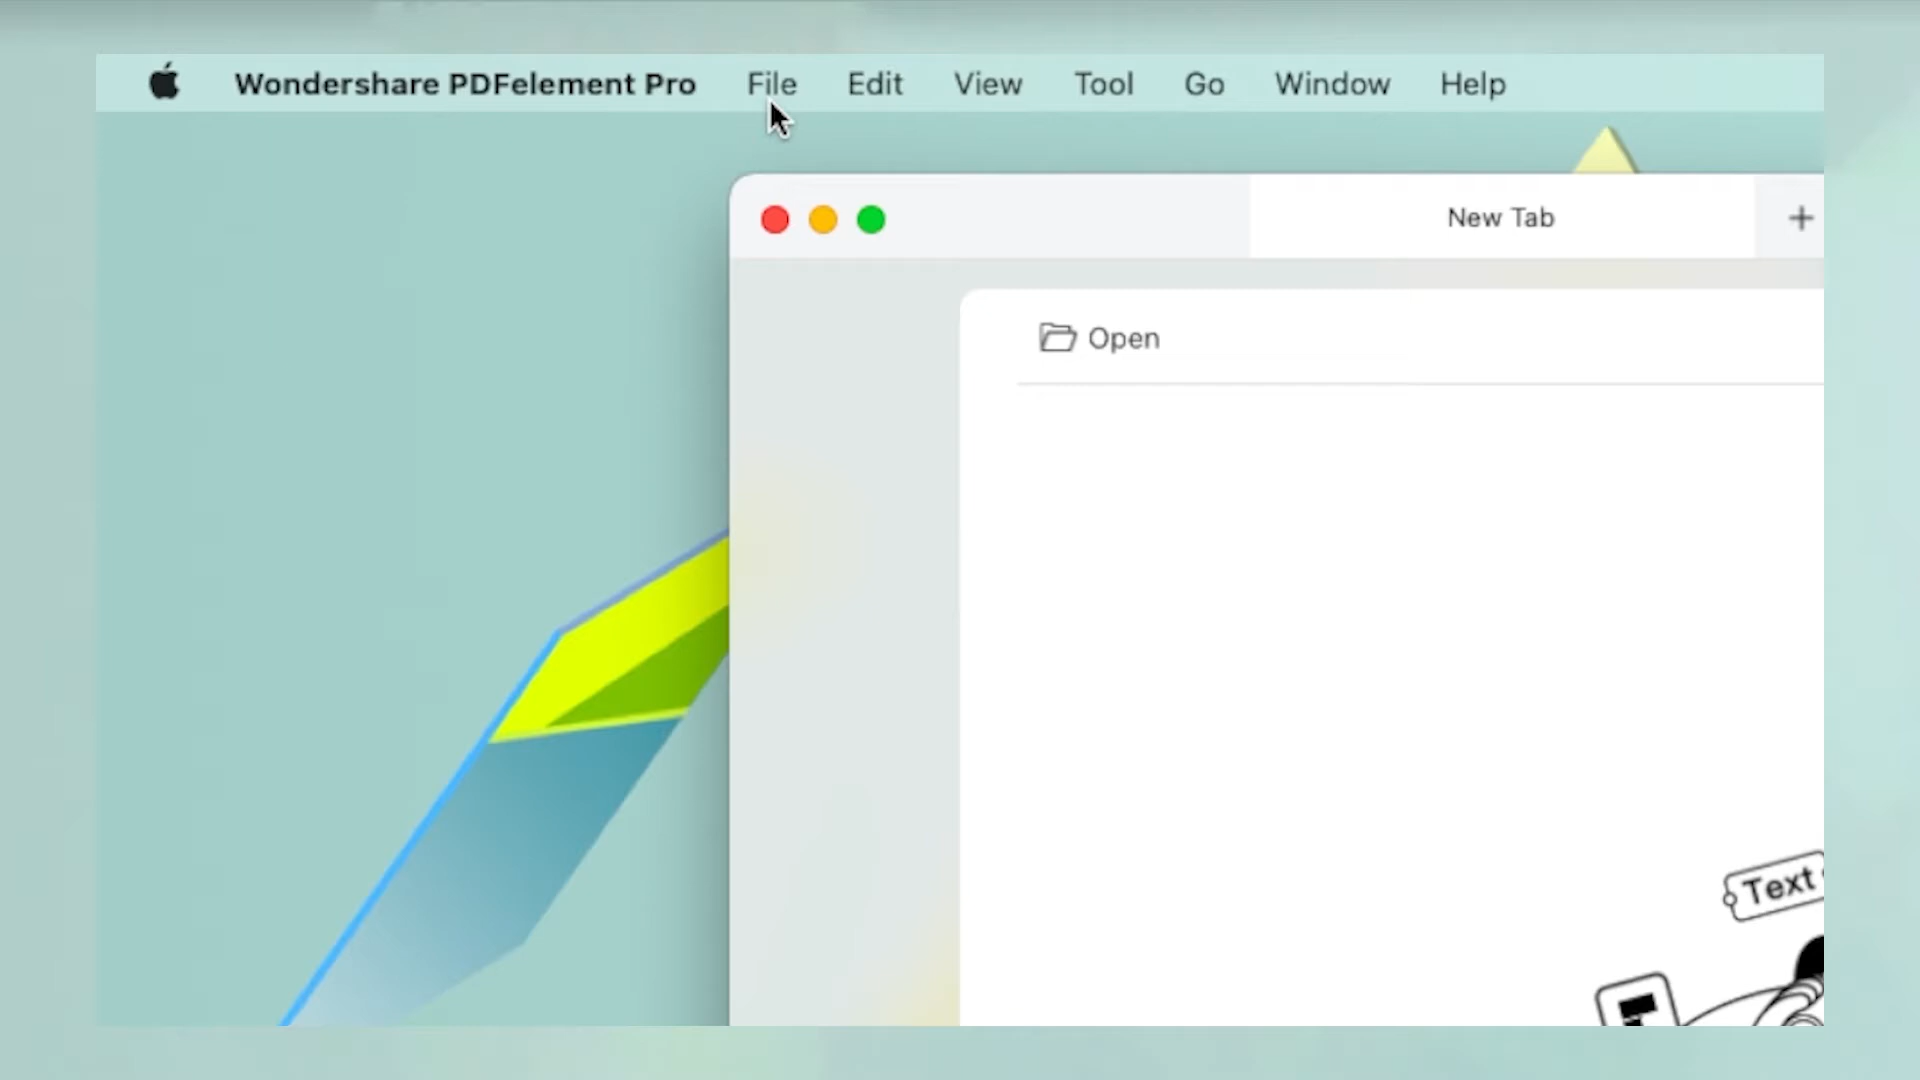 Wondershare PDFelement Pro File Edit View Tool Go Window Help
New Tab +
Open
Text
T